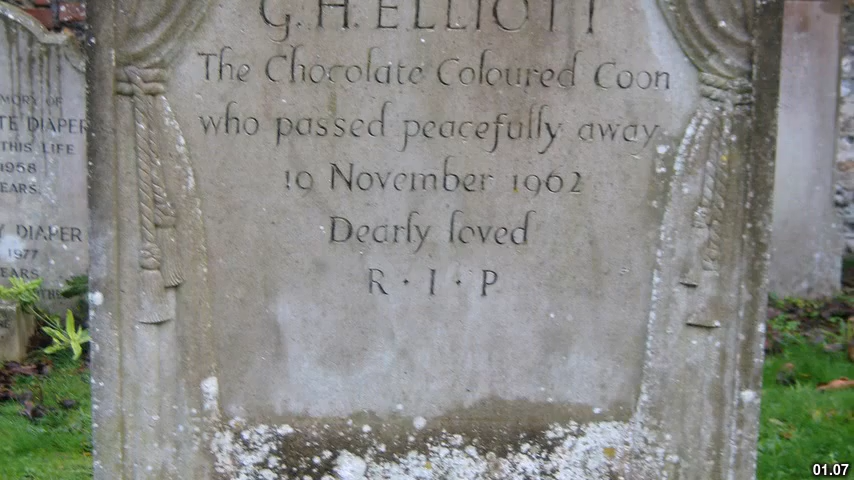 G. H. ELLIOTT
The Chocolate Coloured Coon
who passed peacefully away
19 November 1962
Dearly loved
R · I · P
MORY OF
TE DIAPER
THIS LIFE
1958
EARS.
Y DIAPER
1977
EARS
01.07